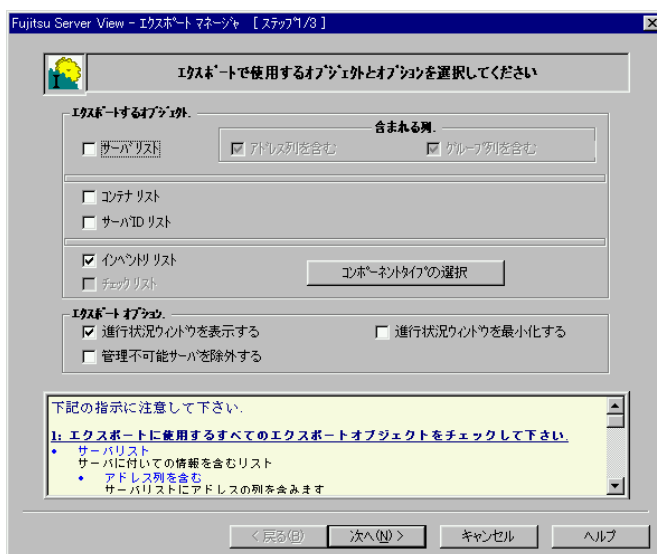 Fujitsu Server View - ｴｸｽﾎﾟｰﾄ ﾏﾈｰｼﾞｬ [ ｽﾃｯﾌﾟ1/3 ]
ｴｸｽﾎﾟｰﾄで使用するｵﾌﾞｼﾞｪｸﾄとｵﾌﾟｼｮﾝを選択してください
ｴｸｽﾎﾟｰﾄするｵﾌﾞｼﾞｪｸﾄ.
含まれる列.
ｻｰﾊﾞﾘｽﾄ
ｱﾄﾞﾚｽ列を含む
ｸﾞﾙｰﾌﾟ列を含む
ｺﾝﾃﾅ ﾘｽﾄ
ｻｰﾊﾞID ﾘｽﾄ
ｲﾝﾍﾞﾝﾄﾘ ﾘｽﾄ
ｺﾝﾎﾟｰﾈﾝﾄﾀｲﾌﾟの選択
ﾁｪｯｸ ﾘｽﾄ
ｴｸｽﾎﾟｰﾄ ｵﾌﾟｼｮﾝ.
進行状況ｳｨﾝﾄﾞｳを表示する
進行状況ｳｨﾝﾄﾞｳを最小化する
管理不可能ｻｰﾊﾞを除外する
下記の指示に注意して下さい.
1: エクスポートに使用するすべてのエクスポートオブジェクトをチェックして下さい.
• サーバリスト
サーバに付いての情報を含むリスト
• アドレス列を含む
サーバリストにアドレスの列を含みます
< 戻る(B)
次へ(N) >
ｷｬﾝｾﾙ
ﾍﾙﾌﾟ